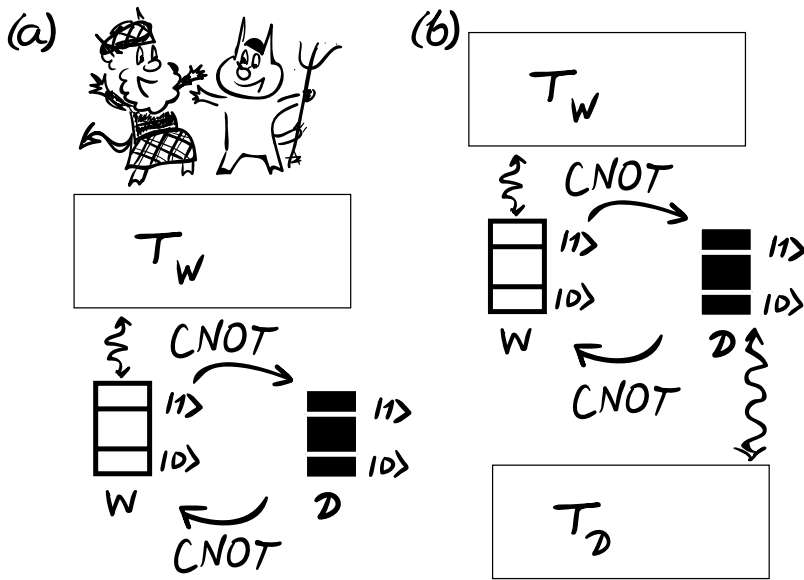 (a)
T_W
CNOT
|1>
|1>
|0>
|0>
W
D
CNOT
(b)
T_W
CNOT
|1>
|1>
|0>
|0>
W
D
CNOT
T_D